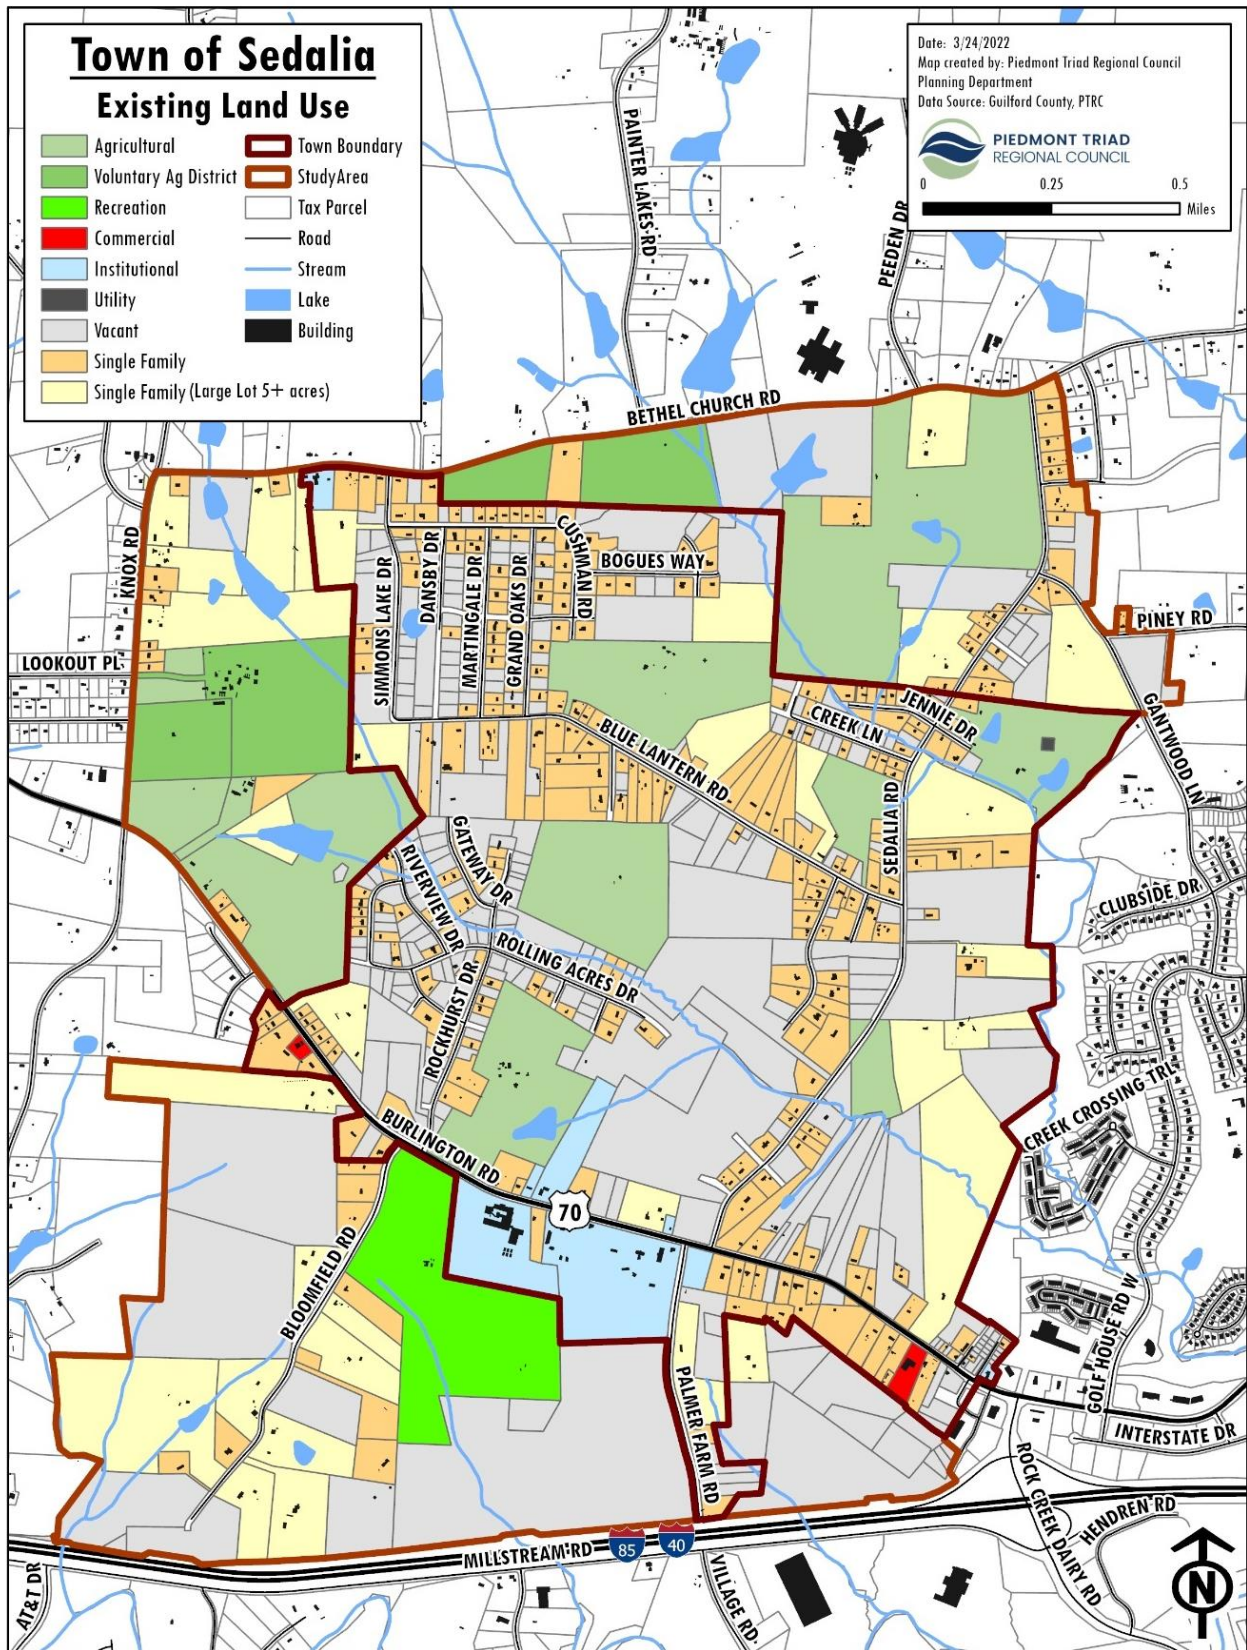 Town of Sedalia
Existing Land Use
Agricultural
Voluntary Ag District
Recreation
Commercial
Institutional
Utility
Vacant
Single Family
Single Family (Large Lot 5+ acres)
Town Boundary
StudyArea
Tax Parcel
Road
Stream
Lake
Building
Date: 3/24/2022
Map created by: Piedmont Triad Regional Council
Planning Department
Data Source: Guilford County, PTRC
PIEDMONT TRIAD
REGIONAL COUNCIL
0 0.25 0.5
Miles
PAINTER LAKES RD
PEEDEN DR
BETHEL CHURCH RD
KNOX RD
LOOKOUT PL
SIMMONS LAKE DR
DANSBY DR
MARTINGALE DR
GRAND OAKS DR
CUSHMAN RD
BOGUES WAY
PINEY RD
GANTWOOD LN
JENNIE DR
CREEK LN
BLUE LANTERN RD
SEDALIA RD
GATEWAY DR
RIVERVIEW DR
ROLLING ACRES DR
ROCKHURST DR
CLUBSIDE DR
CREEK CROSSING TRL
BURLINGTON RD
70
BLOOMFIELD RD
PALMER FARM RD
GOLF HOUSE RD W
INTERSTATE DR
ROCK CREEK DAIRY RD
HENDREN RD
MILLSTREAM RD
85
40
VILLAGE RD
AT&T DR
N